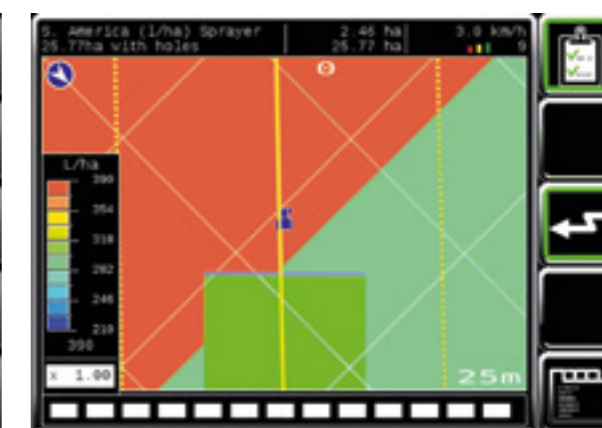 S. America (l/ha) Sprayer
2.46 ha
3.0 km/h
25.77ha with holes
25.77 ha
9
L/ha
390
354
318
282
246
210
390
x 1.00
25m